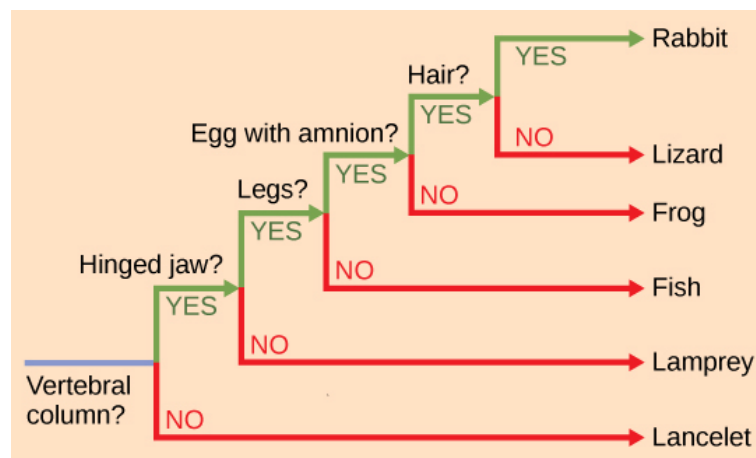 Rabbit
YES
Hair?
YES
NO
Lizard
Egg with amnion?
YES
NO
Frog
Legs?
YES
NO
Fish
Hinged jaw?
YES
NO
Lamprey
Vertebral
column?
NO
Lancelet